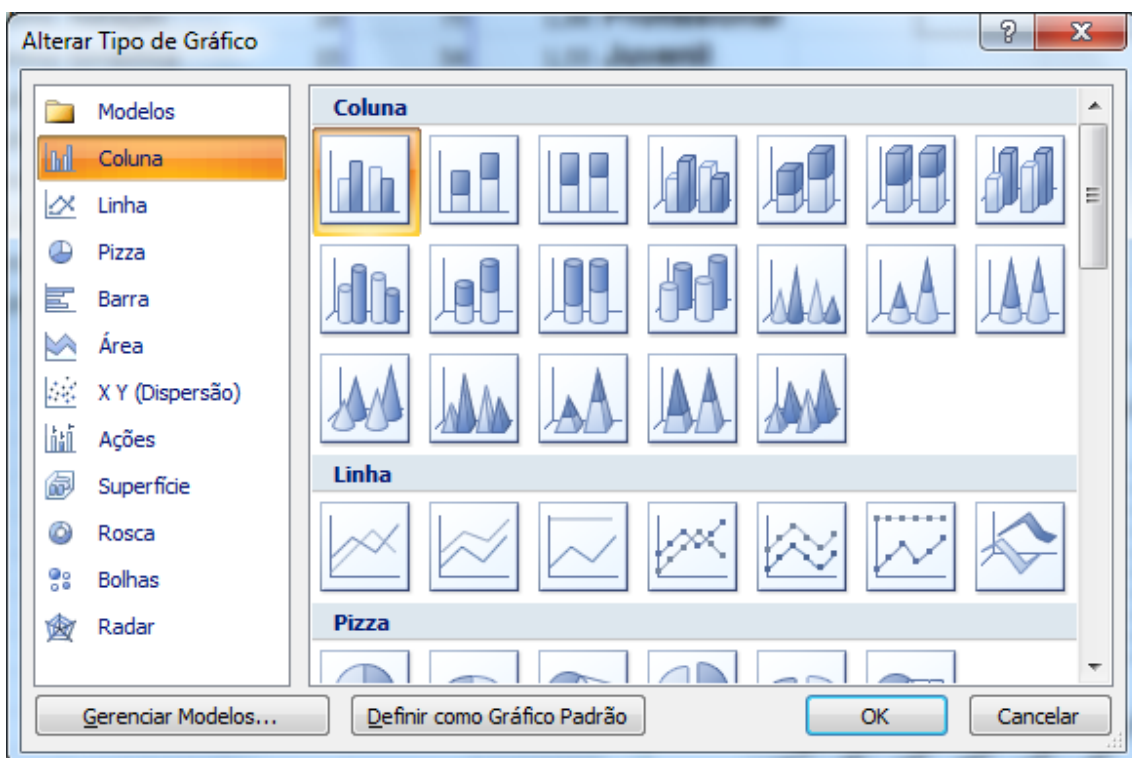 Alterar Tipo de Gráfico
Modelos
Coluna
Linha
Pizza
Barra
Área
X Y (Dispersão)
Ações
Superfície
Rosca
Bolhas
Radar
Coluna
Linha
Pizza
Gerenciar Modelos...
Definir como Gráfico Padrão
OK
Cancelar